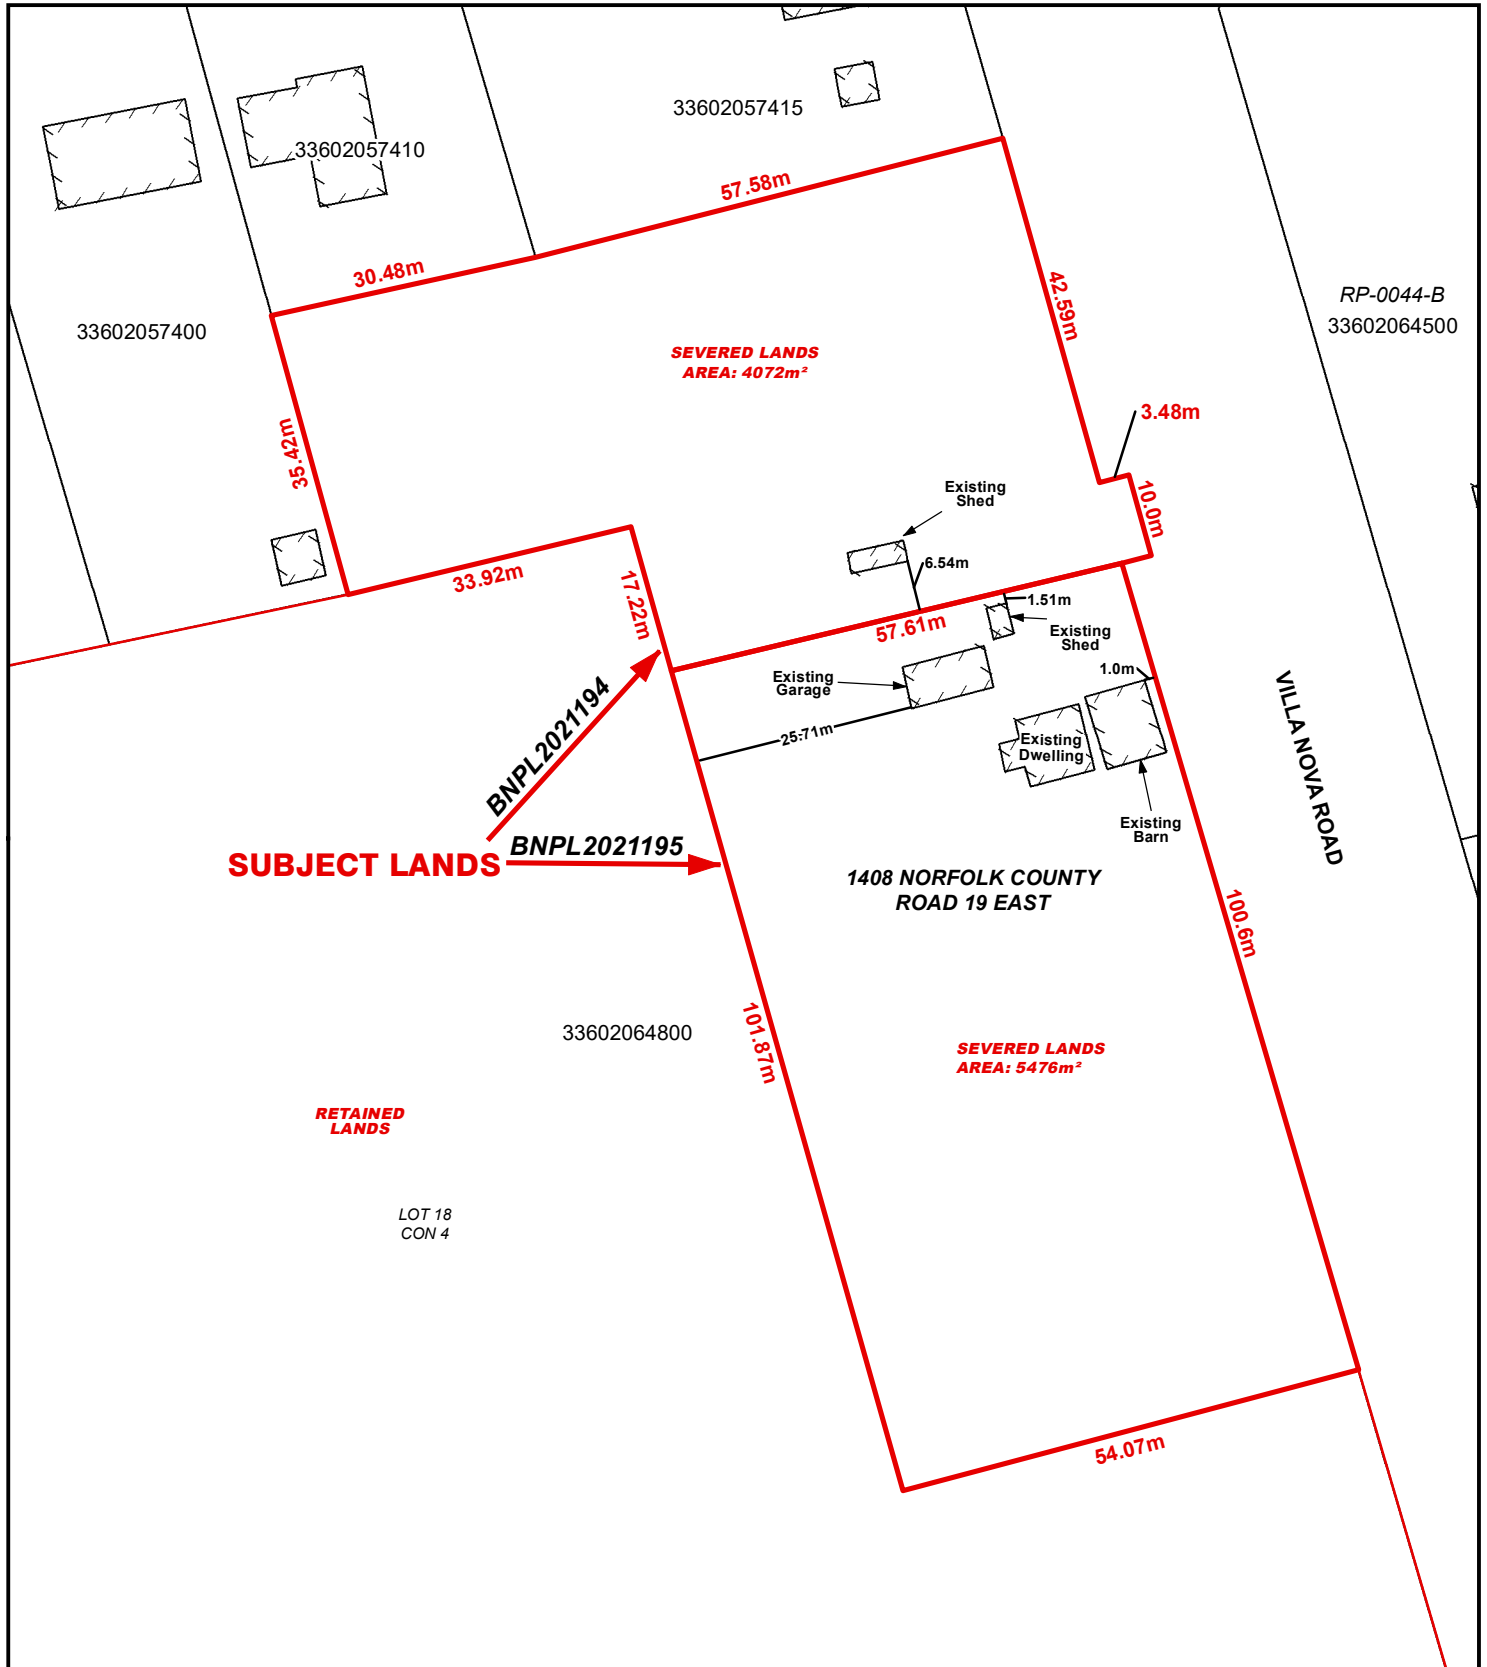 33602057415
33602057410
57.58m
30.48m
42.59m
RP-0044-B
33602064500
33602057400
SEVERED LANDS
AREA: 4072m²
3.48m
35.42m
Existing
Shed
10.0m
6.54m
33.92m
17.22m
1.51m
57.61m
Existing
Shed
1.0m
Existing
Garage
BNPL2021194
25.71m
Existing
Dwelling
VILLA NOVA ROAD
Existing
Barn
BNPL2021195
SUBJECT LANDS
1408 NORFOLK COUNTY
ROAD 19 EAST
100.6m
101.87m
33602064800
SEVERED LANDS
AREA: 5476m²
RETAINED
LANDS
LOT 18
CON 4
54.07m